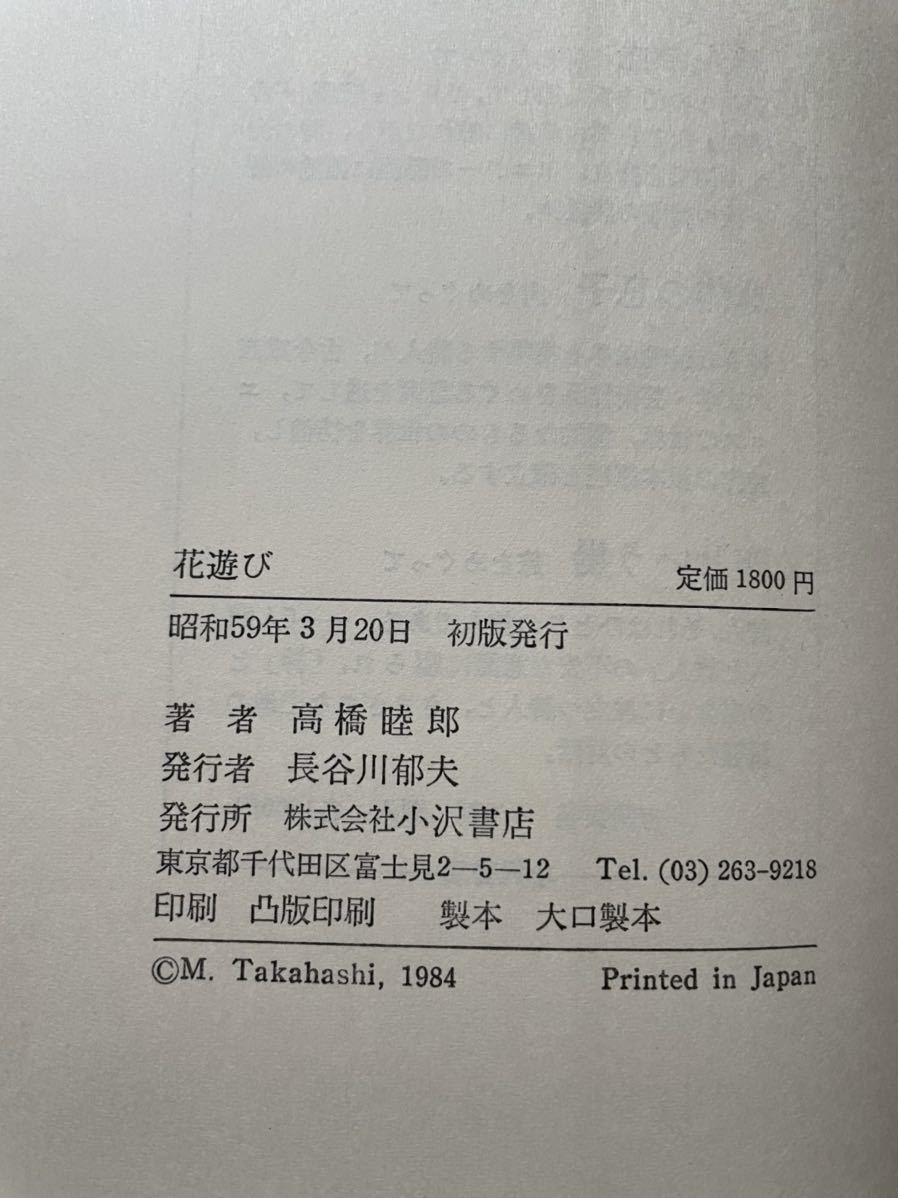 花遊び 定価1800円
昭和59年3月20日 初版発行
著者 高橋睦郎
発行者 長谷川郁夫
発行所 株式会社小沢書店
東京都千代田区富士見2—5—12 Tel. (03) 263-9218
印刷 凸版印刷 製本 大口製本
©M. Takahashi, 1984 Printed in Japan